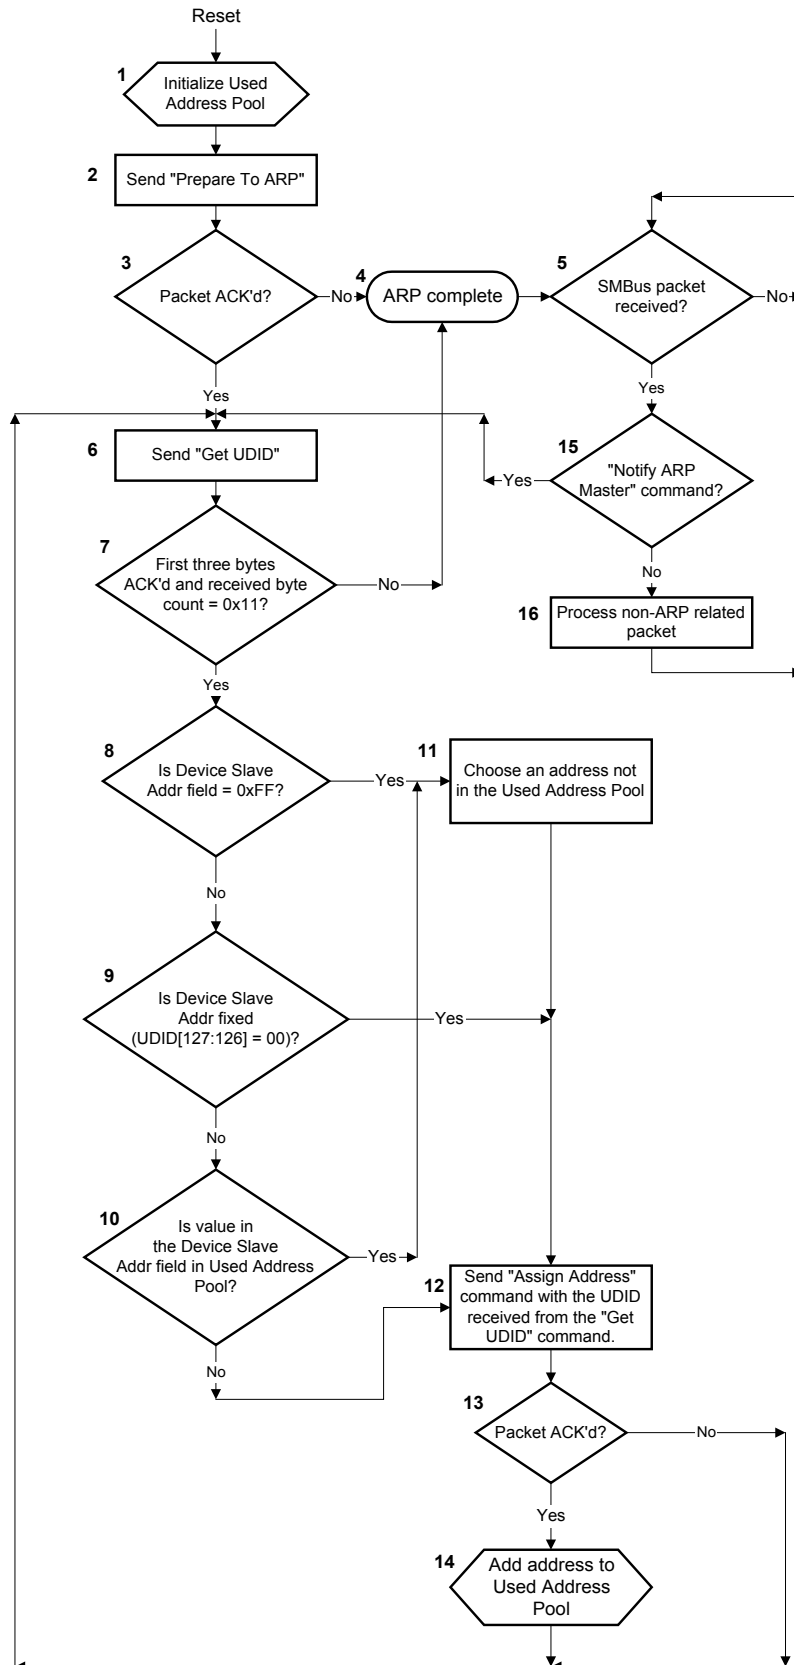 Reset
1
Initialize Used
Address Pool
2
Send "Prepare To ARP"
3
Packet ACK'd?
No
4
ARP complete
5
SMBus packet
received?
No
Yes
Yes
6
Send "Get UDID"
15
"Notify ARP
Master" command?
Yes
No
7
First three bytes
ACK'd and received byte
count = 0x11?
No
16
Process non-ARP related
packet
Yes
8
Is Device Slave
Addr field = 0xFF?
Yes
11
Choose an address not
in the Used Address Pool
No
9
Is Device Slave
Addr fixed
(UDID[127:126] = 00)?
Yes
No
10
Is value in
the Device Slave
Addr field in Used Address
Pool?
Yes
12
Send "Assign Address"
command with the UDID
received from the "Get
UDID" command.
No
13
Packet ACK'd?
No
Yes
14
Add address to
Used Address
Pool